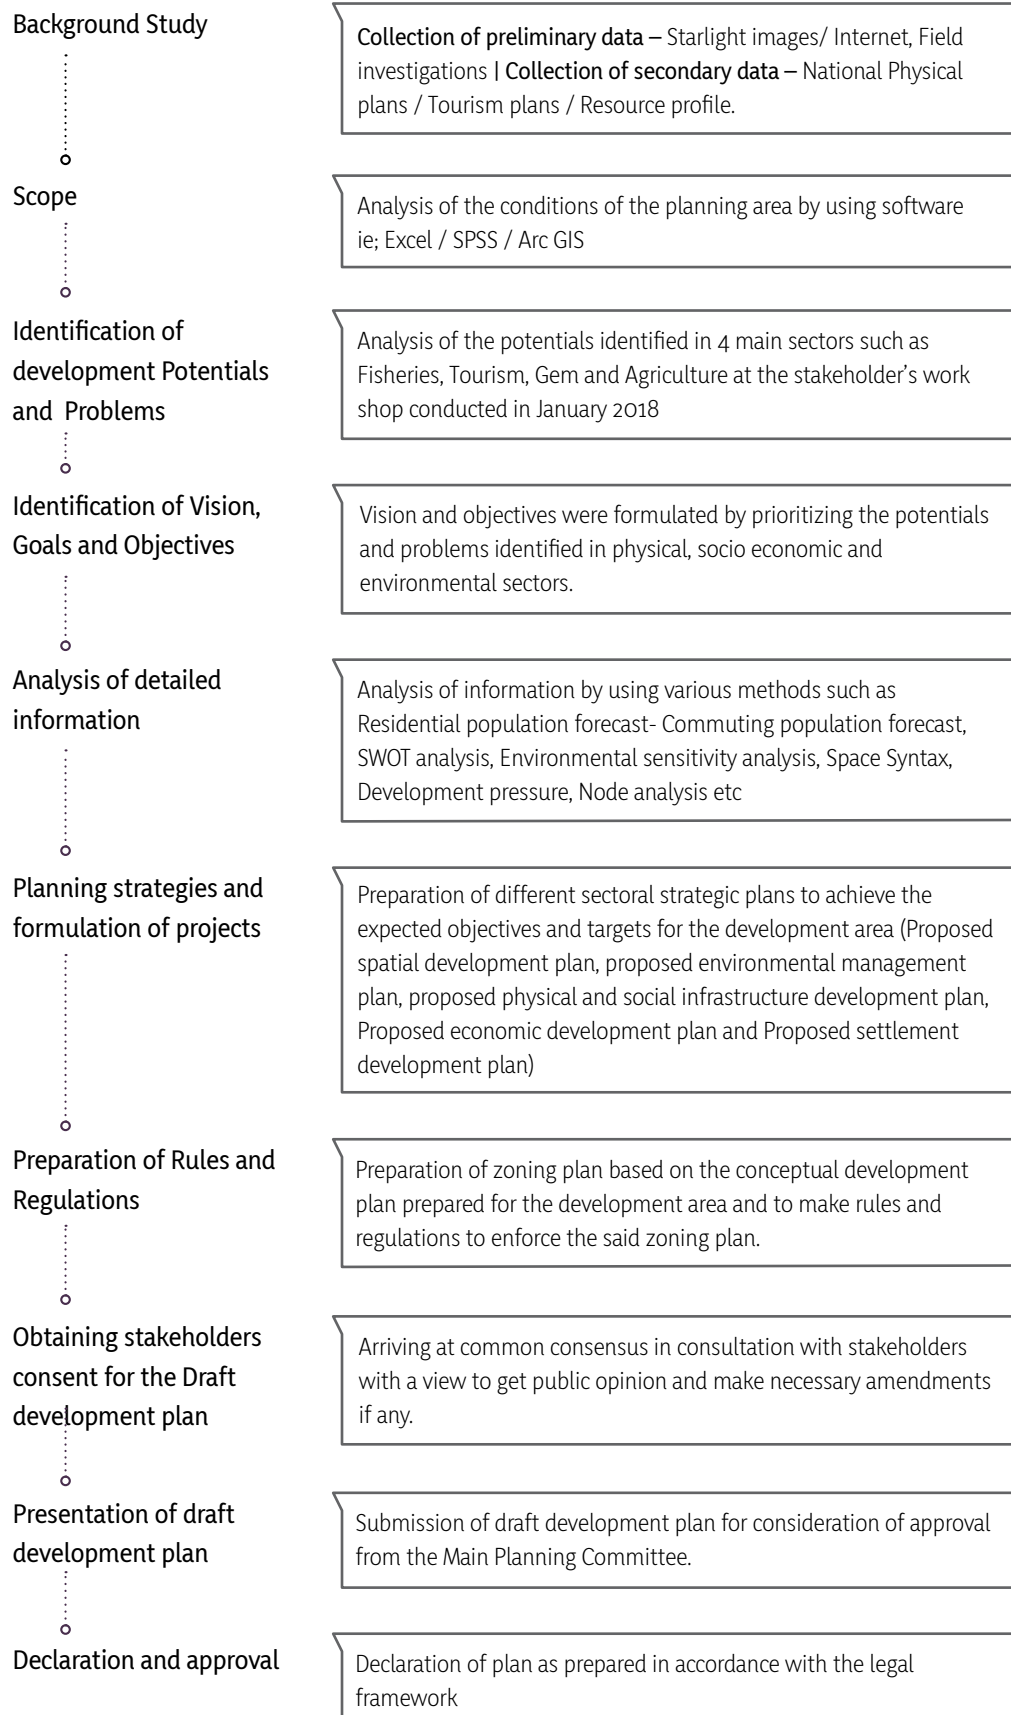 Background Study
Collection of preliminary data – Starlight images/ Internet, Field
investigations | Collection of secondary data – National Physical
plans / Tourism plans / Resource profile.
Scope
Analysis of the conditions of the planning area by using software
ie; Excel / SPSS / Arc GIS
Identification of
development Potentials
and Problems
Analysis of the potentials identified in 4 main sectors such as
Fisheries, Tourism, Gem and Agriculture at the stakeholder's work
shop conducted in January 2018
Identification of Vision,
Goals and Objectives
Vision and objectives were formulated by prioritizing the potentials
and problems identified in physical, socio economic and
environmental sectors.
Analysis of detailed
information
Analysis of information by using various methods such as
Residential population forecast- Commuting population forecast,
SWOT analysis, Environmental sensitivity analysis, Space Syntax,
Development pressure, Node analysis etc
Planning strategies and
formulation of projects
Preparation of different sectoral strategic plans to achieve the
expected objectives and targets for the development area (Proposed
spatial development plan, proposed environmental management
plan, proposed physical and social infrastructure development plan,
Proposed economic development plan and Proposed settlement
development plan)
Preparation of Rules and
Regulations
Preparation of zoning plan based on the conceptual development
plan prepared for the development area and to make rules and
regulations to enforce the said zoning plan.
Obtaining stakeholders
consent for the Draft
development plan
Arriving at common consensus in consultation with stakeholders
with a view to get public opinion and make necessary amendments
if any.
Presentation of draft
development plan
Submission of draft development plan for consideration of approval
from the Main Planning Committee.
Declaration and approval
Declaration of plan as prepared in accordance with the legal
framework